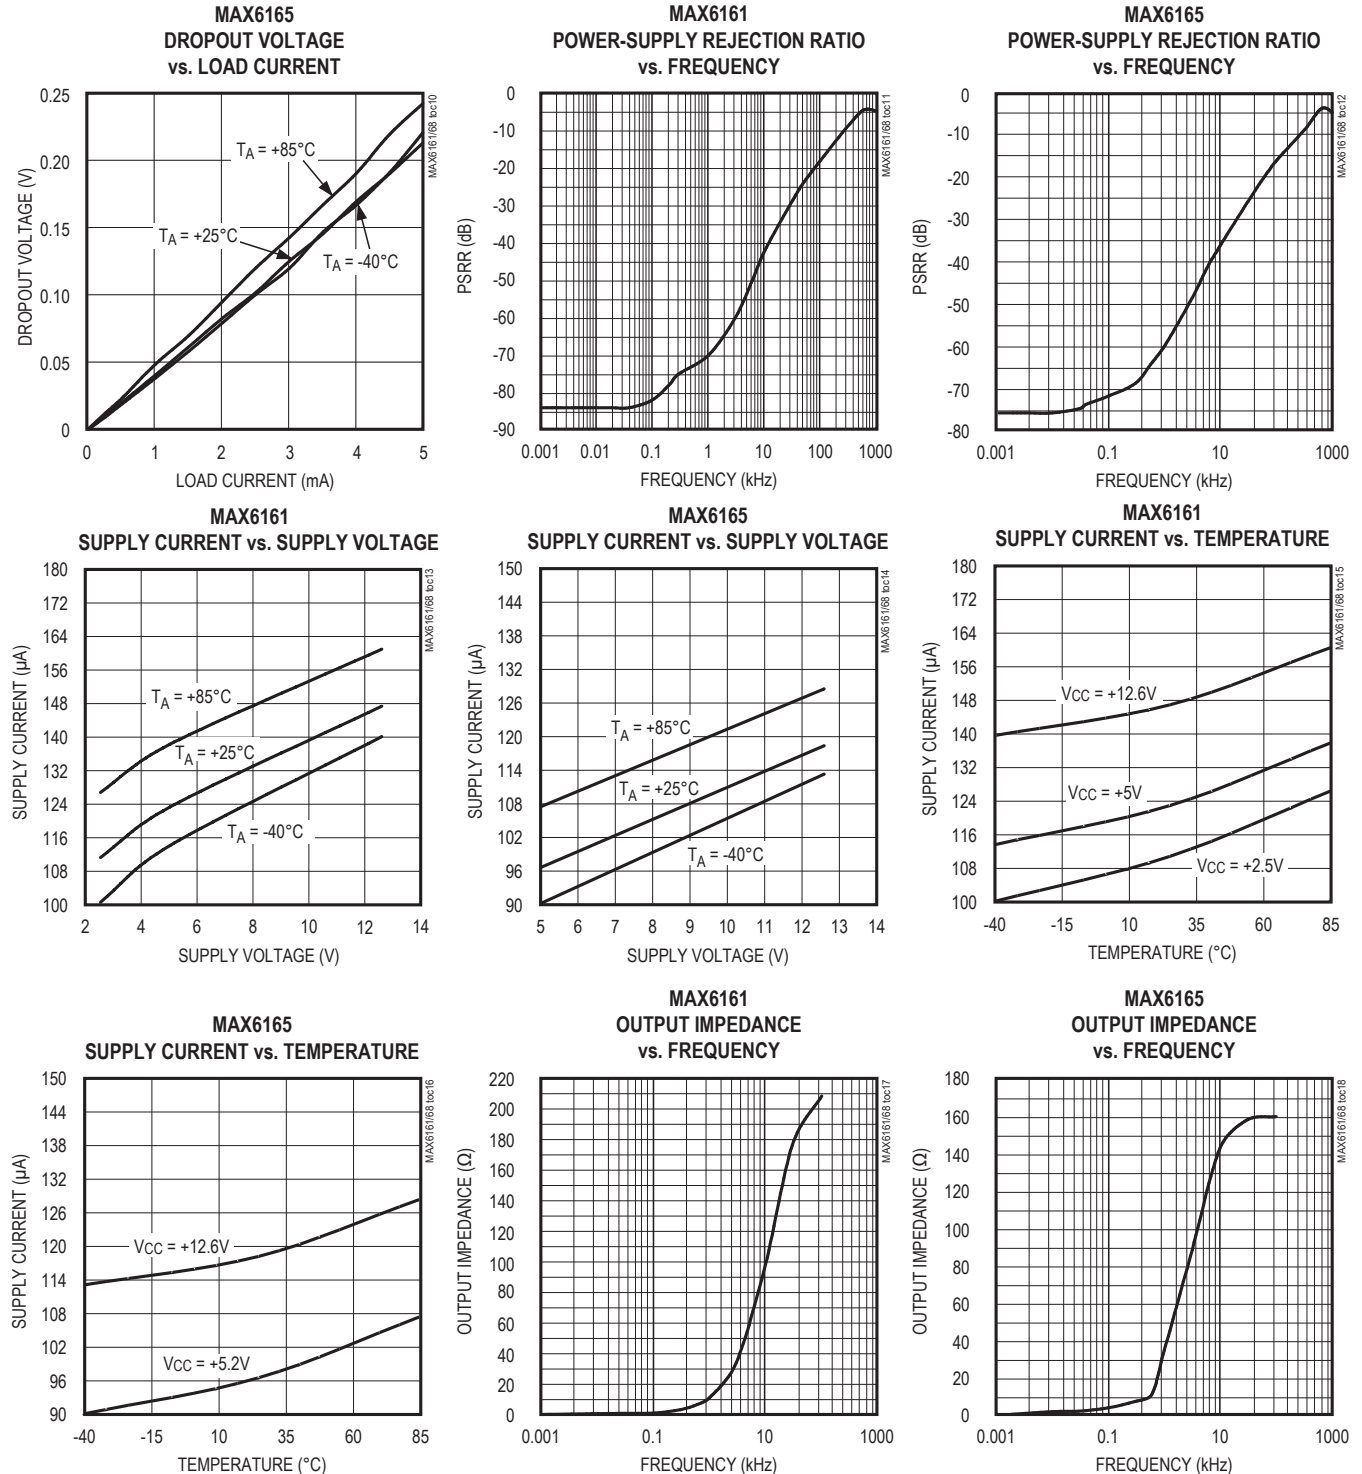 MAX6165
DROPOUT VOLTAGE
vs. LOAD CURRENT
MAX6161/68 toc10
0.25
0.20
0.15
0.10
0.05
0
DROPOUT VOLTAGE (V)
TA = +85°C
TA = +25°C
TA = -40°C
0 1 2 3 4 5
LOAD CURRENT (mA)
MAX6161
POWER-SUPPLY REJECTION RATIO
vs. FREQUENCY
MAX6161/68 toc11
0
-10
-20
-30
-40
-50
-60
-70
-80
-90
PSRR (dB)
0.001 0.01 0.1 1 10 100 1000
FREQUENCY (kHz)
MAX6165
POWER-SUPPLY REJECTION RATIO
vs. FREQUENCY
MAX6161/68 toc12
0
-10
-20
-30
-40
-50
-60
-70
-80
PSRR (dB)
0.001 0.1 10 1000
FREQUENCY (kHz)
MAX6161
SUPPLY CURRENT vs. SUPPLY VOLTAGE
MAX6161/68 toc13
180
172
164
156
148
140
132
124
116
108
100
SUPPLY CURRENT (µA)
TA = +85°C
TA = +25°C
TA = -40°C
2 4 6 8 10 12 14
SUPPLY VOLTAGE (V)
MAX6165
SUPPLY CURRENT vs. SUPPLY VOLTAGE
MAX6161/68 toc14
150
144
138
132
126
120
114
108
102
96
90
SUPPLY CURRENT (µA)
TA = +85°C
TA = +25°C
TA = -40°C
5 6 7 8 9 10 11 12 13 14
SUPPLY VOLTAGE (V)
MAX6161
SUPPLY CURRENT vs. TEMPERATURE
MAX6161/68 toc15
180
172
164
156
148
140
132
124
116
108
100
SUPPLY CURRENT (µA)
VCC = +12.6V
VCC = +5V
VCC = +2.5V
-40 -15 10 35 60 85
TEMPERATURE (°C)
MAX6165
SUPPLY CURRENT vs. TEMPERATURE
MAX6161/68 toc16
150
144
138
132
126
120
114
108
102
96
90
SUPPLY CURRENT (µA)
VCC = +12.6V
VCC = +5.2V
-40 -15 10 35 60 85
TEMPERATURE (°C)
MAX6161
OUTPUT IMPEDANCE
vs. FREQUENCY
MAX6161/68 toc17
220
200
180
160
140
120
100
80
60
40
20
0
OUTPUT IMPEDANCE (Ω)
0.001 0.1 10 1000
FREQUENCY (kHz)
MAX6165
OUTPUT IMPEDANCE
vs. FREQUENCY
MAX6161/68 toc18
180
160
140
120
100
80
60
40
20
0
OUTPUT IMPEDANCE (Ω)
0.001 0.1 10 1000
FREQUENCY (kHz)